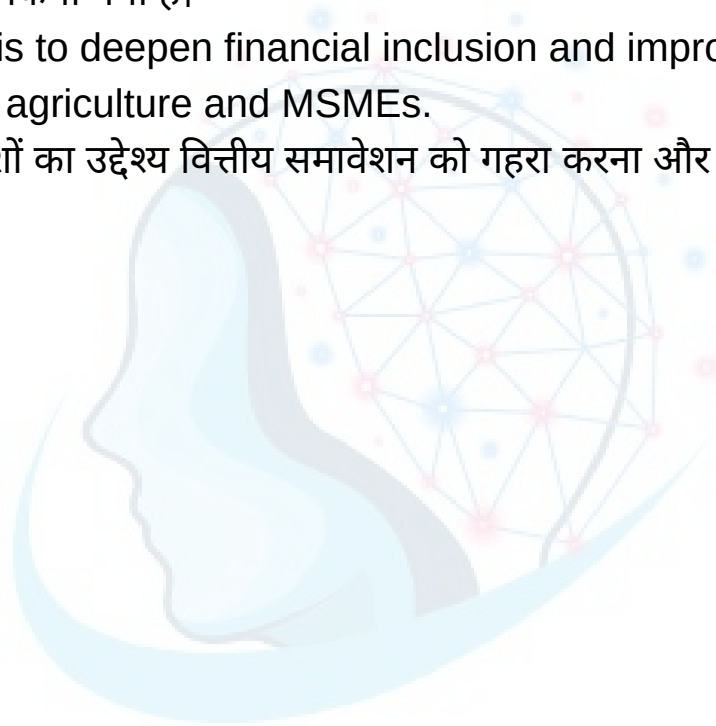 है।
is to deepen financial inclusion and impro
agriculture and MSMEs.
का उद्देश्य वित्तीय समावेशन को गहरा करना और